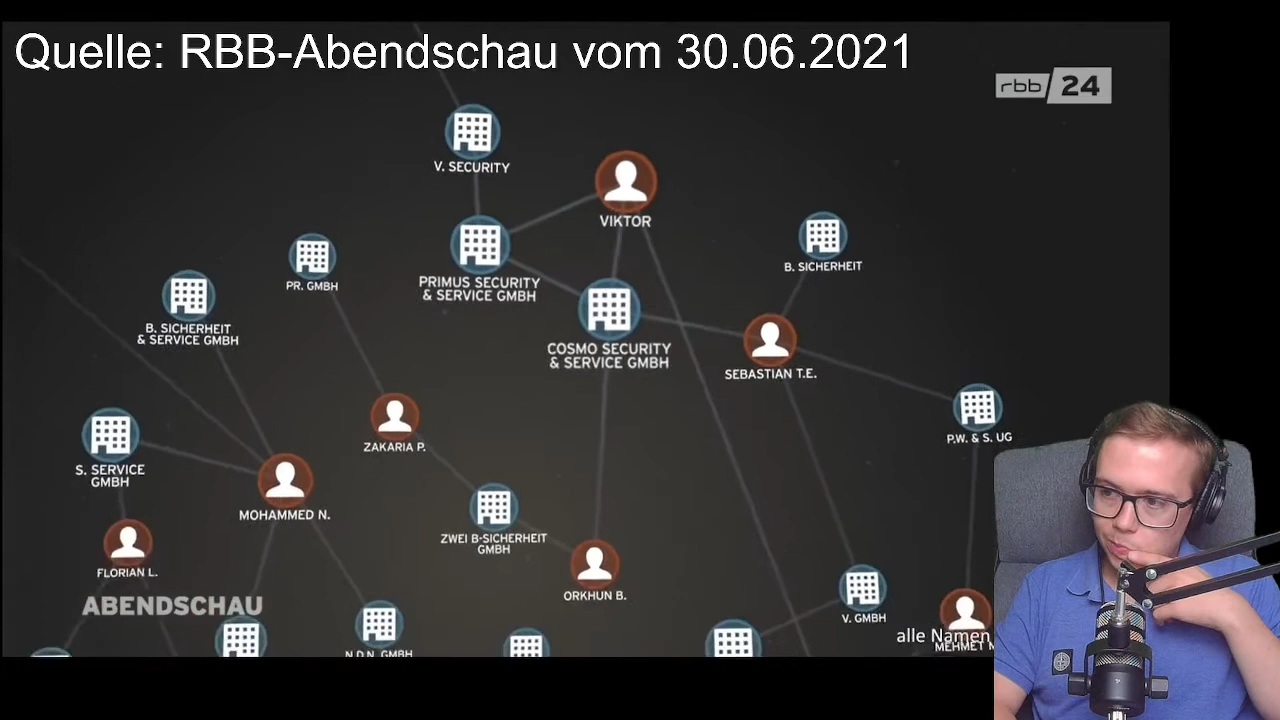 Quelle: RBB-Abendschau vom 30.06.2021
rbb 24
V. SECURITY
VIKTOR
B. SICHERHEIT
PR. GMBH
PRIMUS SECURITY
& SERVICE GMBH
B. SICHERHEIT
& SERVICE GMBH
COSMO SECURITY
& SERVICE GMBH
SEBASTIAN T.E.
P.W. & S. UG
ZAKARIA P.
S. SERVICE
GMBH
MOHAMMED N.
ZWEI B-SICHERHEIT
GMBH
FLORIAN L.
ORKHUN B.
ABENDSCHAU
V. GMBH
alle Namen
N.D.N. GMBH
MEHMET